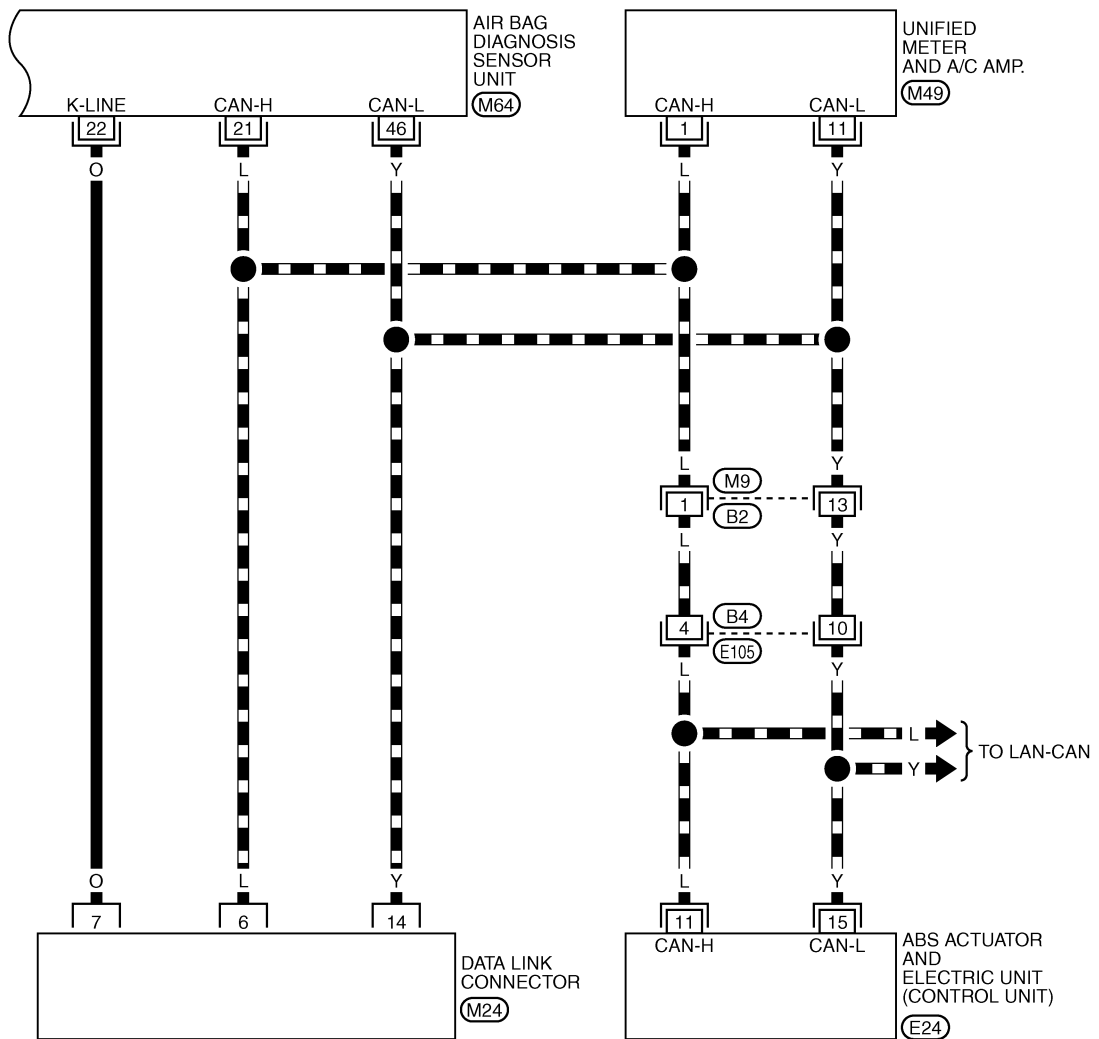 AIR BAG
DIAGNOSIS
SENSOR
UNIT
M64
K-LINE CAN-H CAN-L
22 21 46
O L Y
UNIFIED
METER
AND A/C AMP.
M49
CAN-H CAN-L
1 11
L Y
L Y
M9
1 13
B2
L Y
B4
4 10
E105
L Y
L
Y
TO LAN-CAN
O L Y
7 6 14
DATA LINK
CONNECTOR
M24
L Y
11 15
CAN-H CAN-L
ABS ACTUATOR
AND
ELECTRIC UNIT
(CONTROL UNIT)
E24